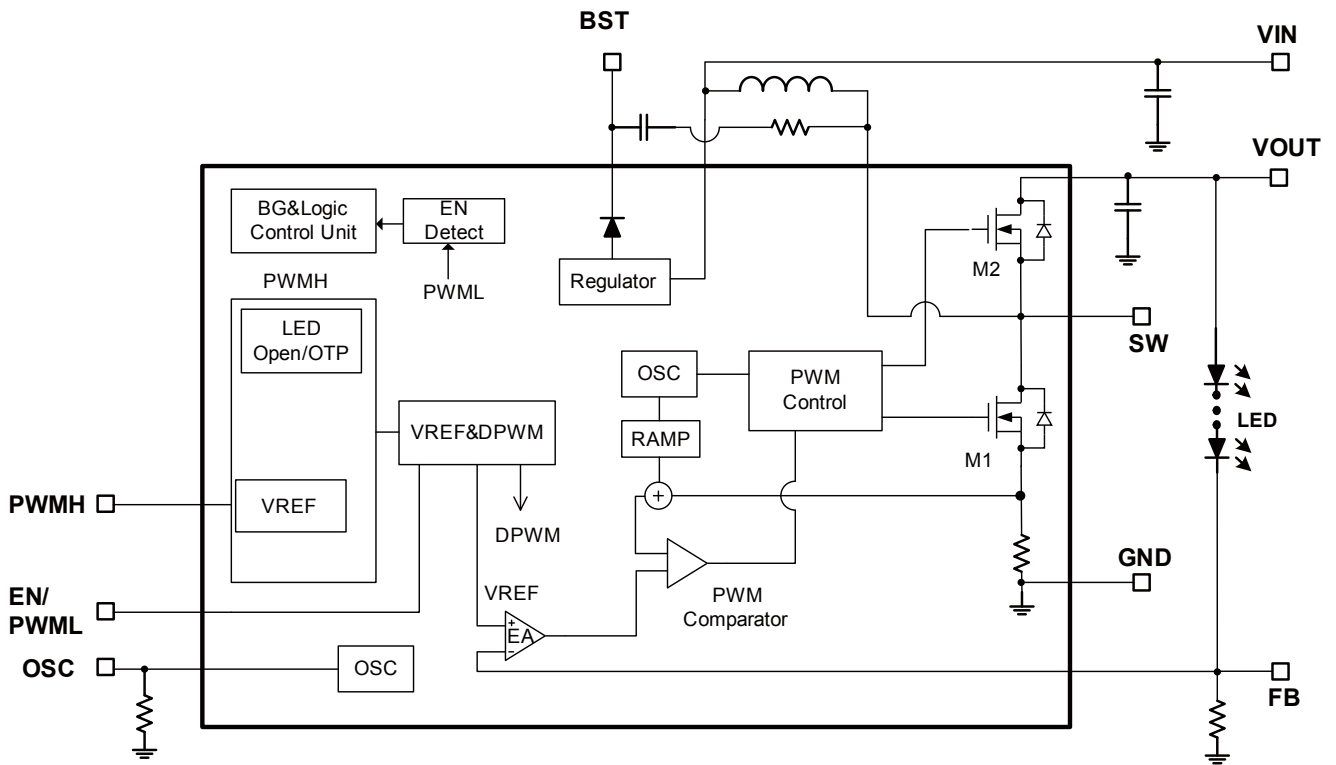 BST
VIN
VOUT
BG&Logic
Control Unit
EN
Detect
PWML
Regulator
M2
PWMH
LED
Open/OTP
SW
OSC
PWM
Control
LED
VREF&DPWM
RAMP
M1
PWMH
VREF
+
DPWM
GND
EN/
PWML
VREF
PWM
Comparator
+
EA
-
OSC
OSC
FB